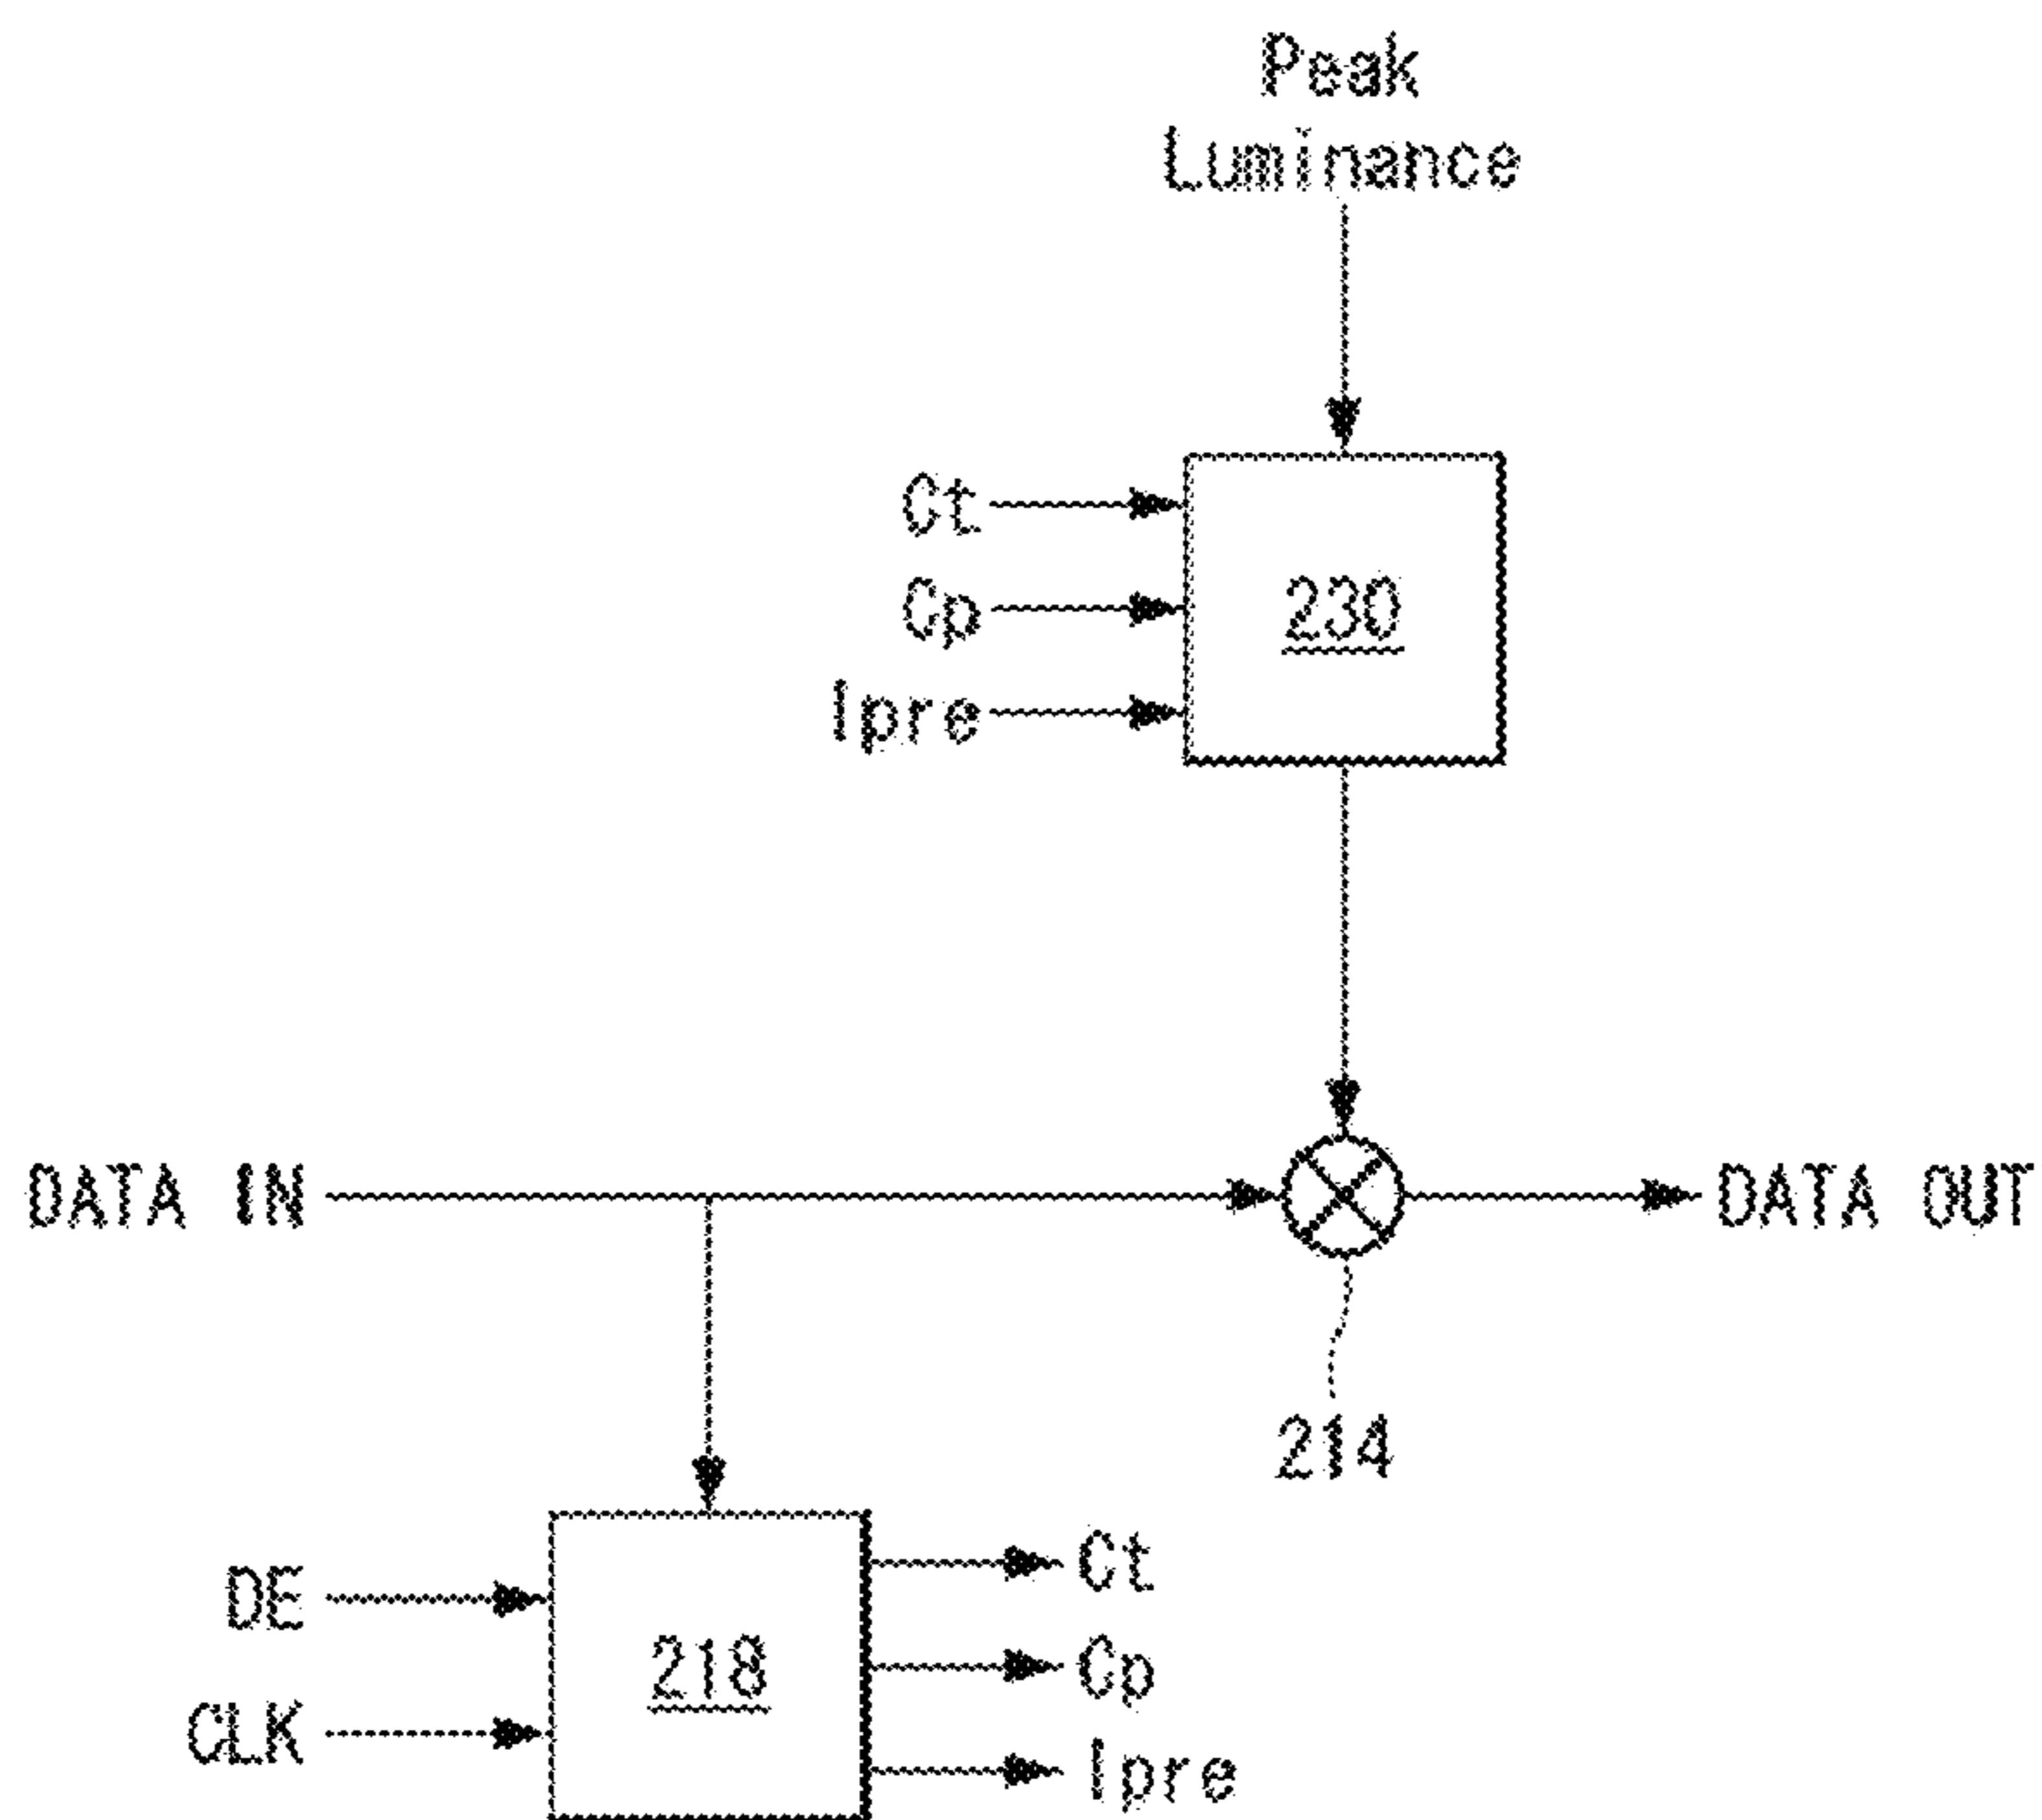 Peak
Luminance
Ct
Cp
230
Ipre
DATA IN
DATA OUT
214
DE
Ct
218
Cp
CLK
Ipre